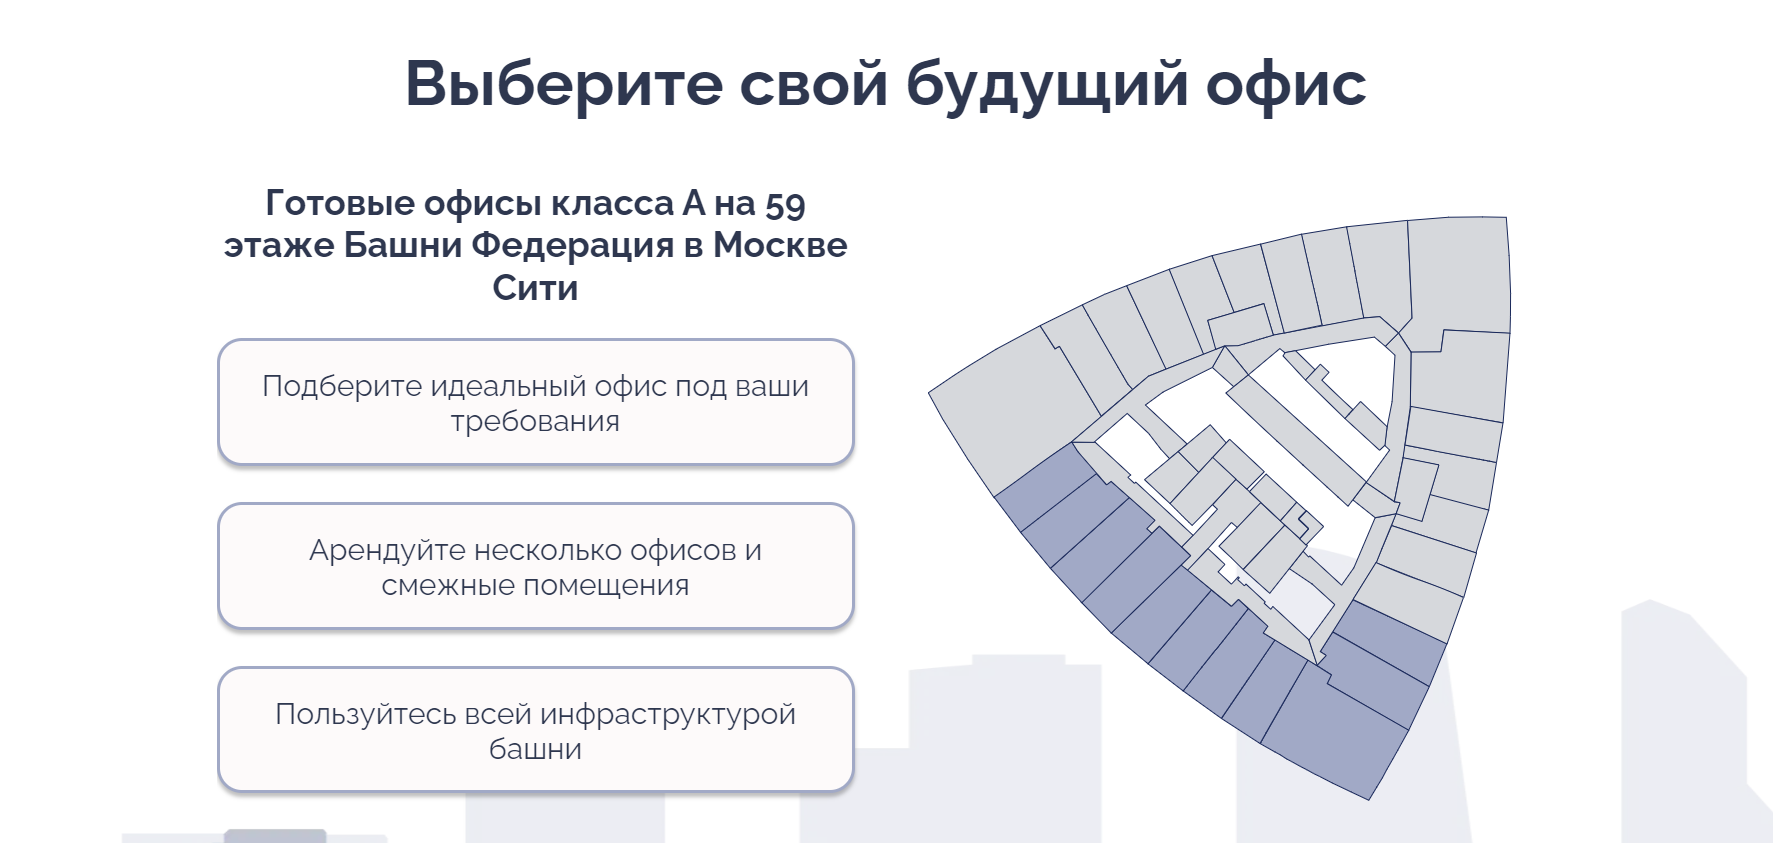 Выберите свой будущий офис
Готовые офисы класса А на 59
этаже Башни Федерация в Москве
Сити
Подберите идеальный офис под ваши
требования
Арендуйте несколько офисов и
смежные помещения
Пользуйтесь всей инфраструктурой
башни